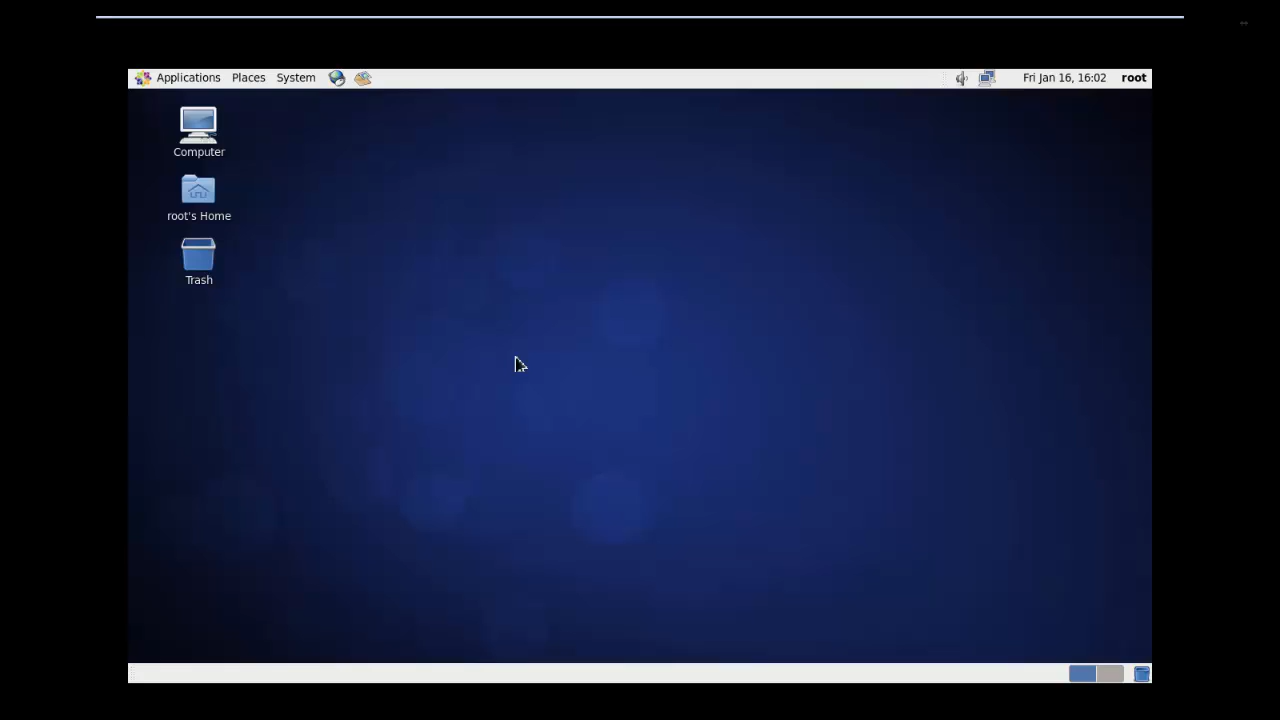 Applications Places System Fri Jan 16, 16:02 root
Computer
root's Home
Trash